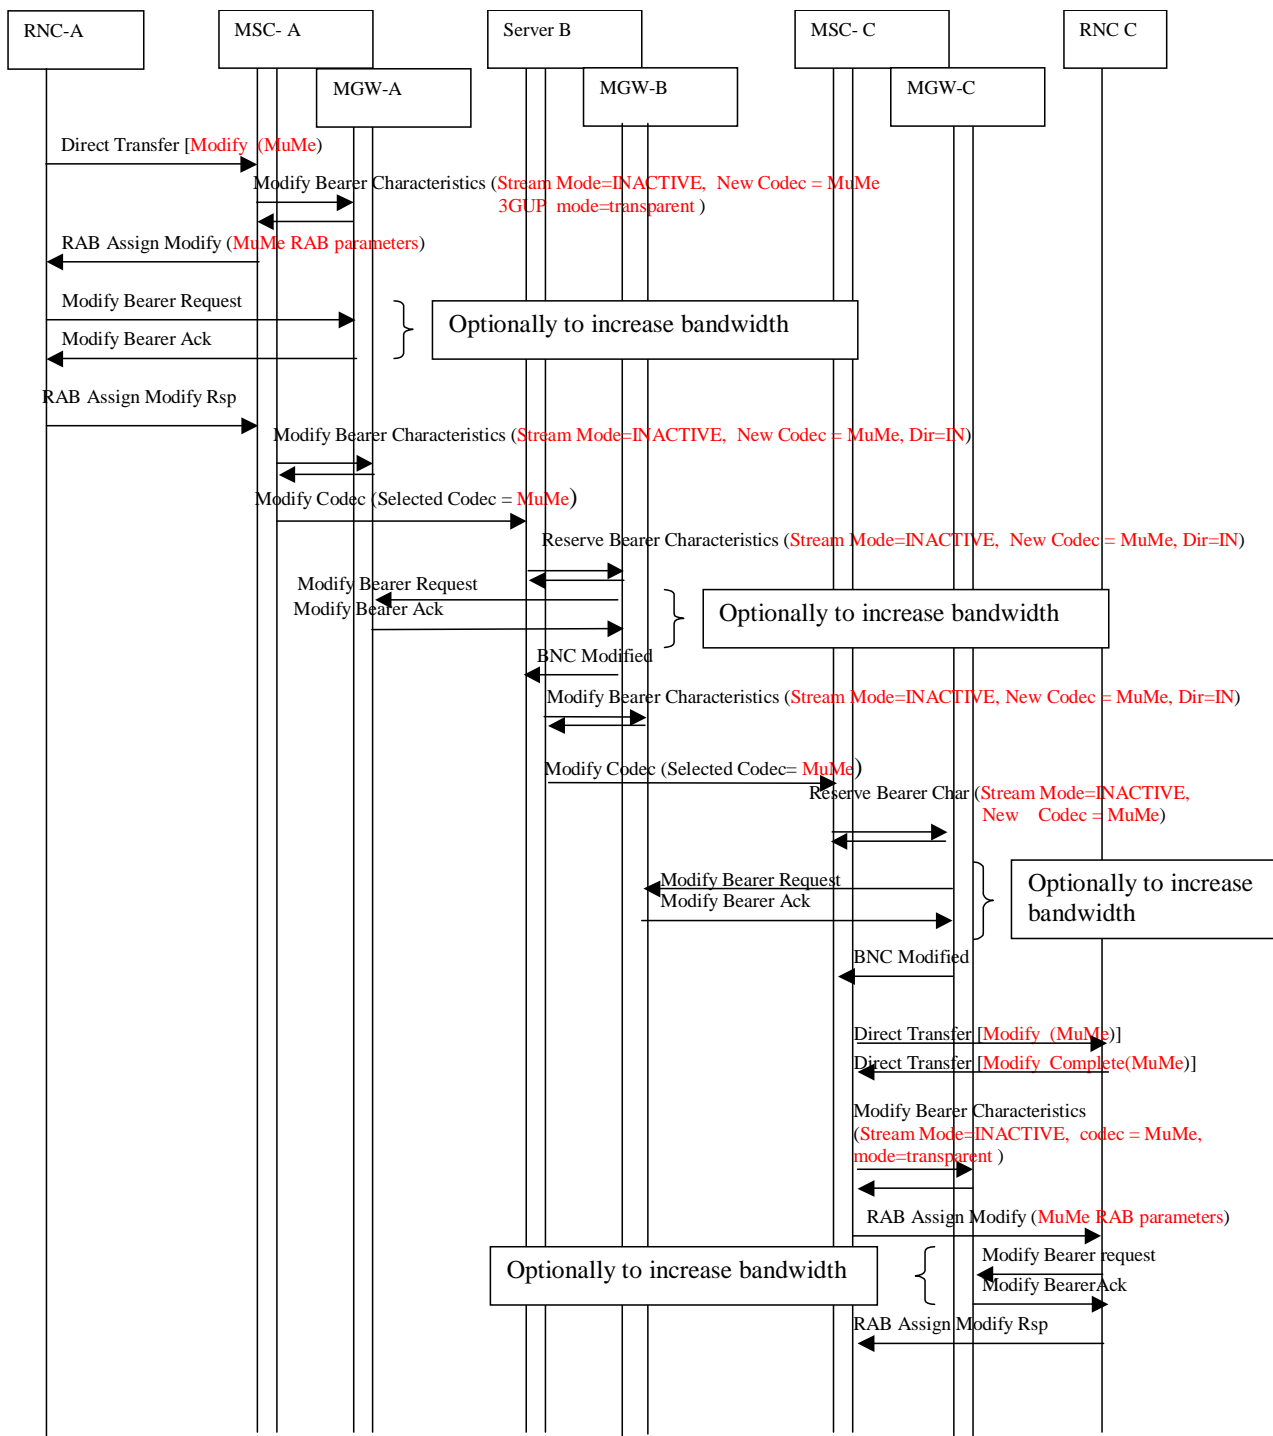 RNC-A
MSC- A
Server B
MSC- C
RNC C
MGW-A
MGW-B
MGW-C
Direct Transfer [Modify (MuMe)
Modify Bearer Characteristics (Stream Mode=INACTIVE, New Codec = MuMe
3GUP mode=transparent )
RAB Assign Modify (MuMe RAB parameters)
Modify Bearer Request
Optionally to increase bandwidth
Modify Bearer Ack
RAB Assign Modify Rsp
Modify Bearer Characteristics (Stream Mode=INACTIVE, New Codec = MuMe, Dir=IN)
Modify Codec (Selected Codec = MuMe)
Reserve Bearer Characteristics (Stream Mode=INACTIVE, New Codec = MuMe, Dir=IN)
Modify Bearer Request
Modify Bearer Ack
Optionally to increase bandwidth
BNC Modified
Modify Bearer Characteristics (Stream Mode=INACTIVE, New Codec = MuMe, Dir=IN)
Modify Codec (Selected Codec= MuMe)
Reserve Bearer Char (Stream Mode=INACTIVE,
New Codec = MuMe)
Modify Bearer Request
Optionally to increase
bandwidth
Modify Bearer Ack
BNC Modified
Direct Transfer [Modify (MuMe)]
Direct Transfer [Modify Complete(MuMe)]
Modify Bearer Characteristics
(Stream Mode=INACTIVE, codec = MuMe,
mode=transparent )
RAB Assign Modify (MuMe RAB parameters)
Modify Bearer request
Optionally to increase bandwidth
Modify BearerAck
RAB Assign Modify Rsp